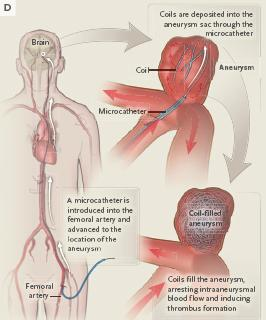 D
Coils are deposited into the
aneurysm sac through the
microcatheter
Brain
Coil
Aneurysm
Microcatheter
A microcatheter is
introduced into the
femoral artery and
advanced to the
location of the
aneurysm
Coil-filled
aneurysm
Femoral
artery
Coils fill the aneurysm,
arresting intraaneurysmal
blood flow and inducing
thrombus formation